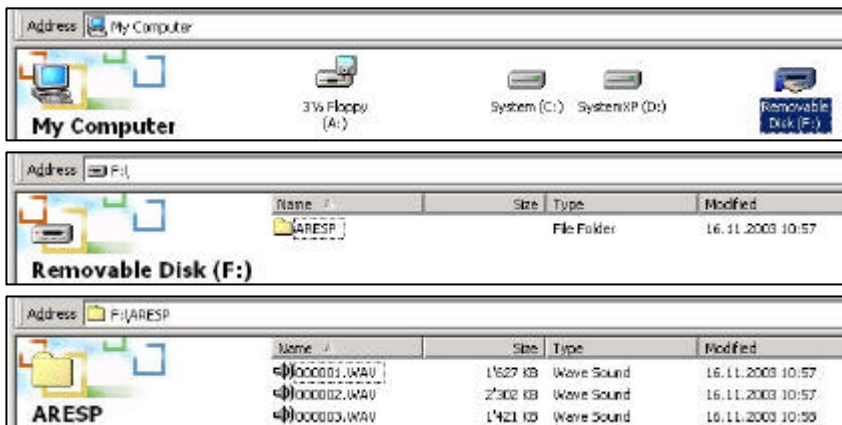 Address My Computer
My Computer
3½ Floppy (A:)
System (C:)
SystemXP (D:)
Removable Disk (F:)
Address F:\
Name Size Type Modified
ARESP File Folder 16.11.2003 10:57
Removable Disk (F:)
Address F:\ARESP
Name Size Type Modified
000001.WAV 1'627 KB Wave Sound 16.11.2003 10:57
000002.WAV 2'302 KB Wave Sound 16.11.2003 10:57
000003.WAV 1'421 KB Wave Sound 16.11.2003 10:58
ARESP